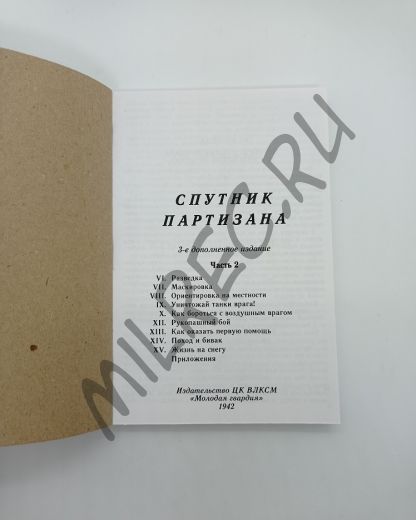 СПУТНИК
ПАРТИЗАНА
3-е дополненное издание
Часть 2
VI. Разведка
VII. Маскировка
VIII. Ориентировка на местности
IX. Уничтожай танки врага!
X. Как бороться с воздушным врагом
XII. Рукопашный бой
XIII. Как оказать первую помощь
XIV. Поход и бивак
XV. Жизнь на снегу
Приложения
Издательство ЦК ВЛКСМ
«Молодая гвардия»
1942
MILREC.RU